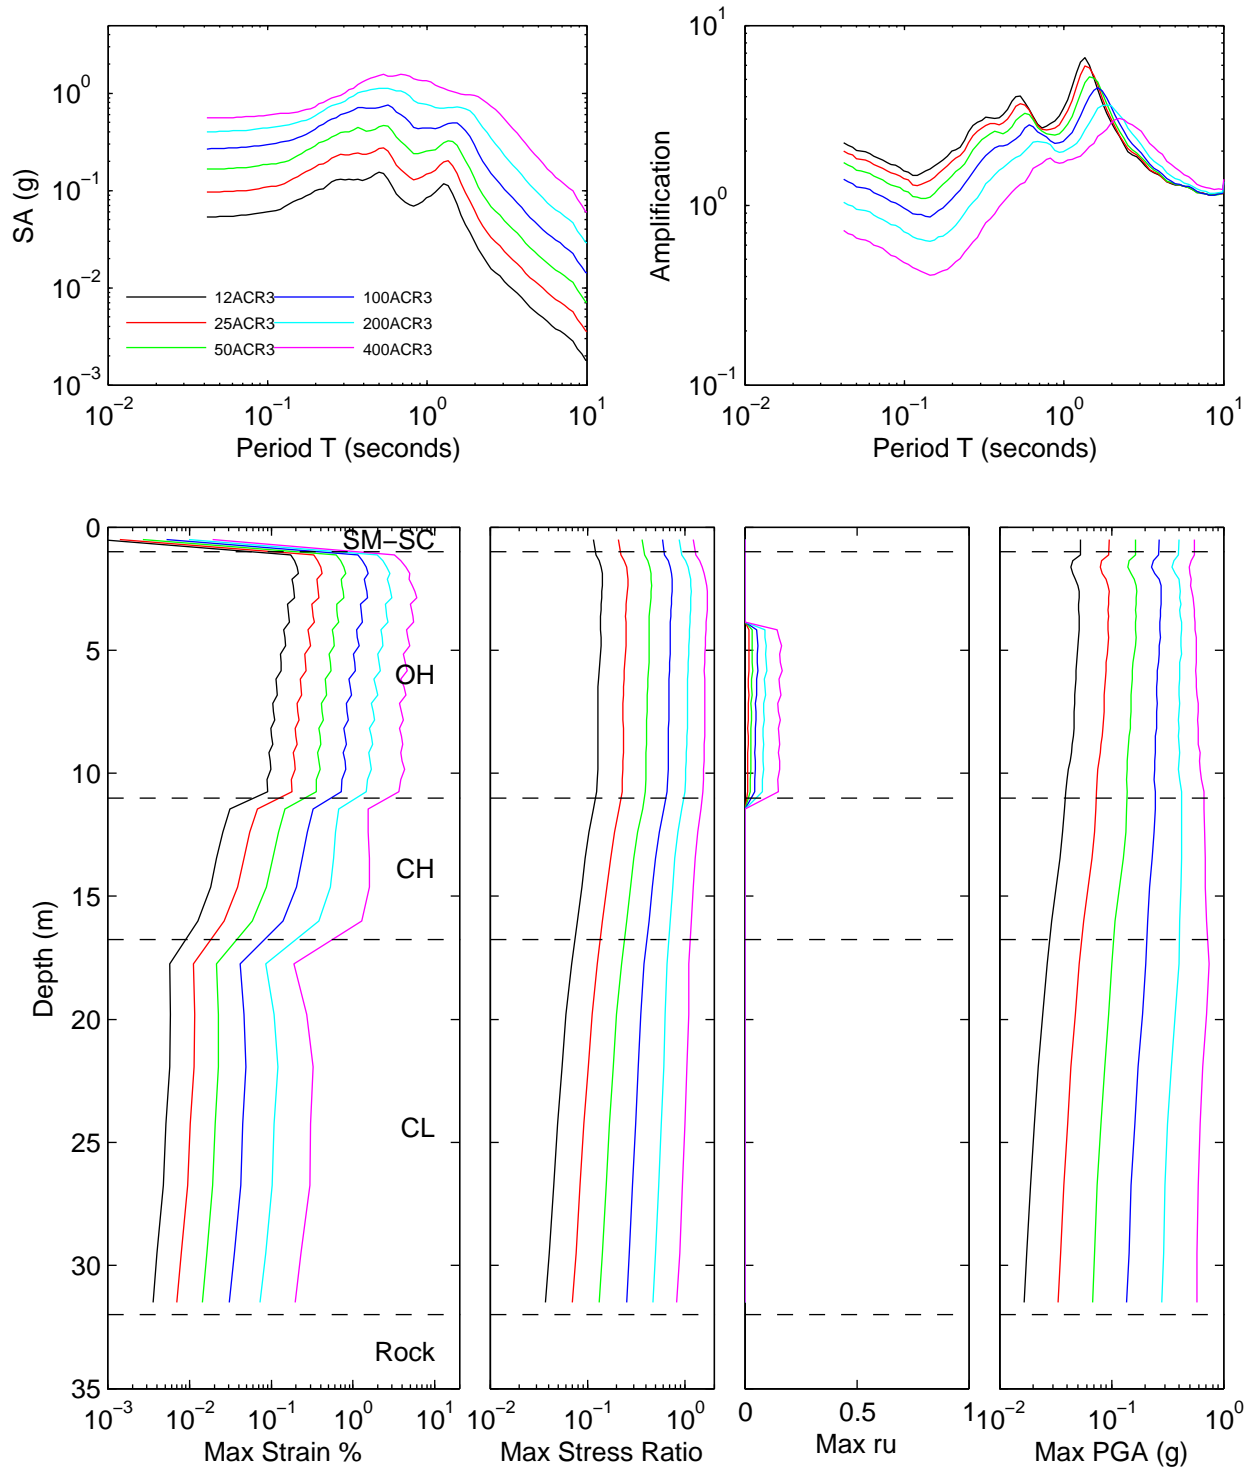 10^0
10^−1
10^−2
10^−3
SA (g)
12ACR3
25ACR3
50ACR3
100ACR3
200ACR3
400ACR3
10^−2 10^−1 10^0 10^1
Period T (seconds)
10^1
10^0
10^−1
Amplification
10^−2 10^−1 10^0 10^1
Period T (seconds)
0
5
10
15
20
25
30
35
Depth (m)
SM−SC
OH
CH
CL
Rock
10^−3 10^−2 10^−1 10^0 10^1
Max Strain %
10^−2 10^−1 10^0
Max Stress Ratio
0 0.5 1
Max ru
10^−2 10^−1 10^0
Max PGA (g)